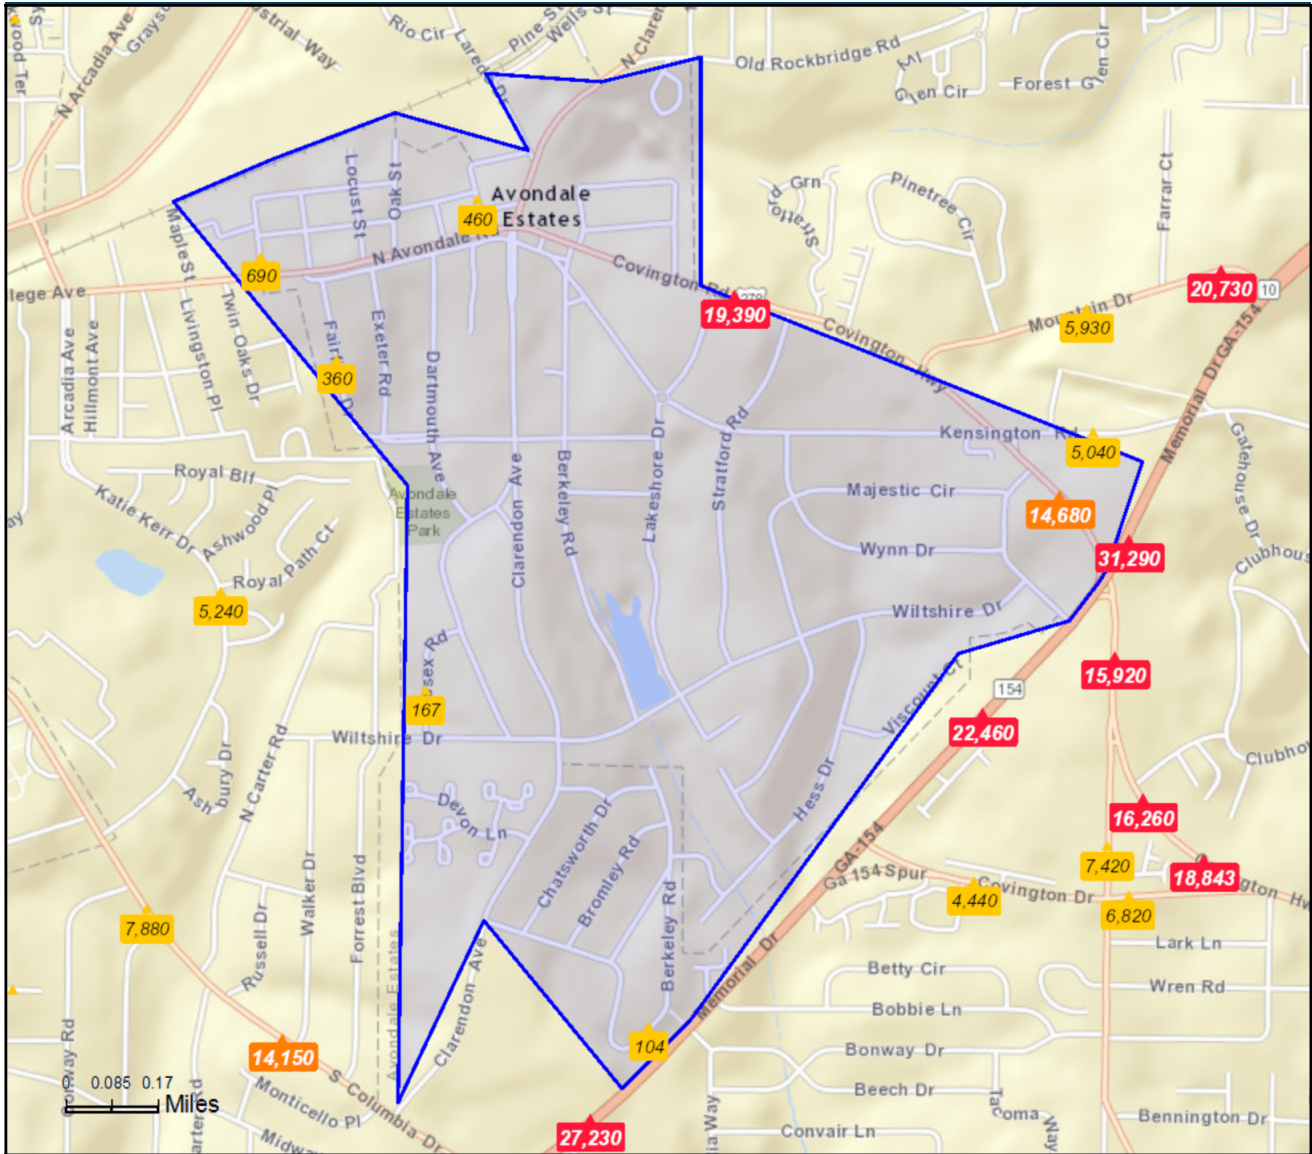 N Arcadia Ave
Rio Cir
Pine St
Wells St
Old Rockbridge Rd
Forest Glen Cir
Farrar Ct
Locust St
Oak St
Avondale
Estates
460
Grn
Pinetree Cir
Maple St
N Avondale Rd
690
Covington Rd
278
19,390
Covington Hwy
Mountain Dr
5,930
20,730
10
Memorial Dr
GA-154
Arcadia Ave
Hillmont Ave
Livingston Pl
Twin Oaks Dr
360
Exeter Rd
Dartmouth Ave
Clarendon Ave
Berkeley Rd
Lakeshore Dr
Stratford Rd
Kensington Rd
5,040
Gatehouse Dr
Royal Blf
Katie Kerr Dr
Ashwood Pl
Royal Path Ct
Avondale
Estates
Park
Majestic Cir
14,680
Wynn Dr
31,290
5,240
Wiltshire Dr
15,920
154
22,460
Viscount Ct
167
Wiltshire Dr
Ashbury Dr
N Carter Rd
Devon Ln
Chatsworth Dr
Bromley Rd
Hess Dr
GA-154
16,260
Ga 154 Spur
Covington Dr
4,440
7,420
18,843
6,820
7,880
Russell Dr
Walker Dr
Forrest Blvd
Avondale Estates
Clarendon Ave
Berkeley Rd
Memorial Dr
Lark Ln
Betty Cir
Wren Rd
Bobbie Ln
104
Bonway Dr
14,150
S Columbia Dr
Beech Dr
Tacoma Way
Bennington Dr
Monticello Pl
Convair Ln
27,230
0 0.085 0.17
Miles